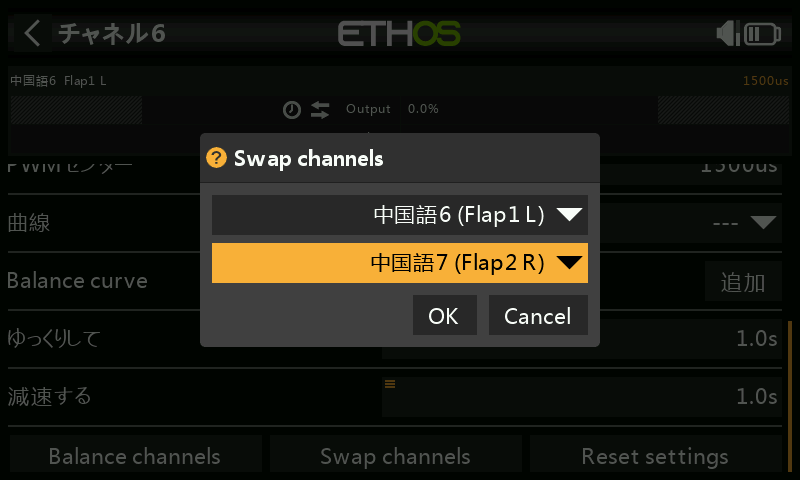 チャネル6
ETHOS
中国語6 Flap1 L
1500us
Output 0.0%
Swap channels
PWMセンター
1500us
中国語6 (Flap1 L)
曲線
---
中国語7 (Flap2 R)
Balance curve
追加
OK
Cancel
ゆっくりして
1.0s
減速する
1.0s
Balance channels
Swap channels
Reset settings